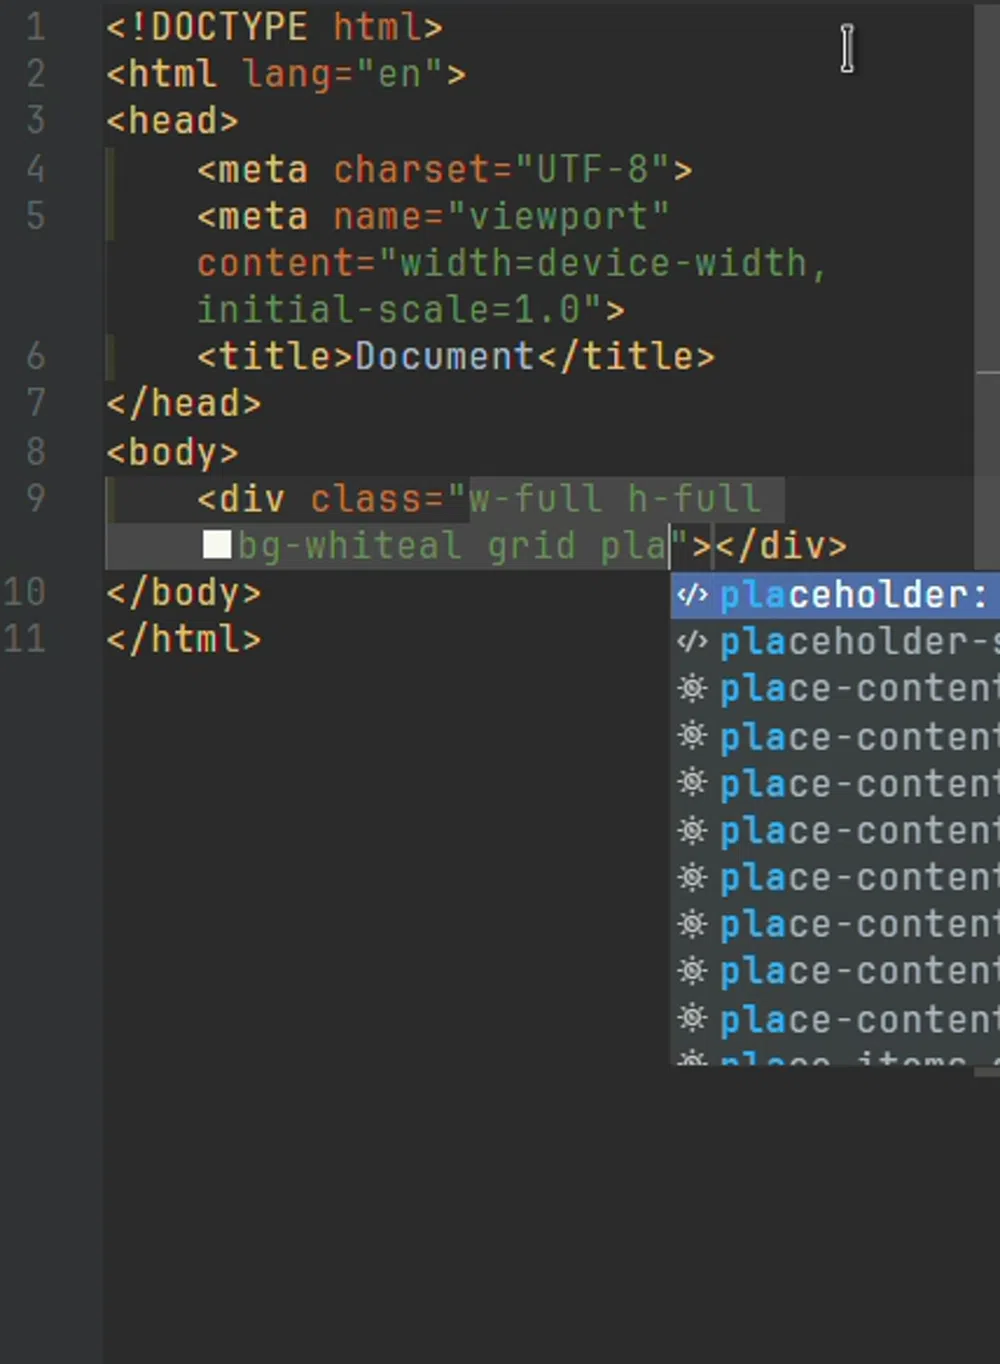 1 <!DOCTYPE html>
2 <html lang="en">
3 <head>
4 <meta charset="UTF-8">
5 <meta name="viewport"
content="width=device-width,
initial-scale=1.0">
6 <title>Document</title>
7 </head>
8 <body>
9 <div class="w-full h-full
bg-whiteal grid pla"></div>
10 </body>
11 </html>
</> placeholder:
</> placeholder-s
place-content
place-content
place-content
place-content
place-content
place-content
place-content
place-content
place-items